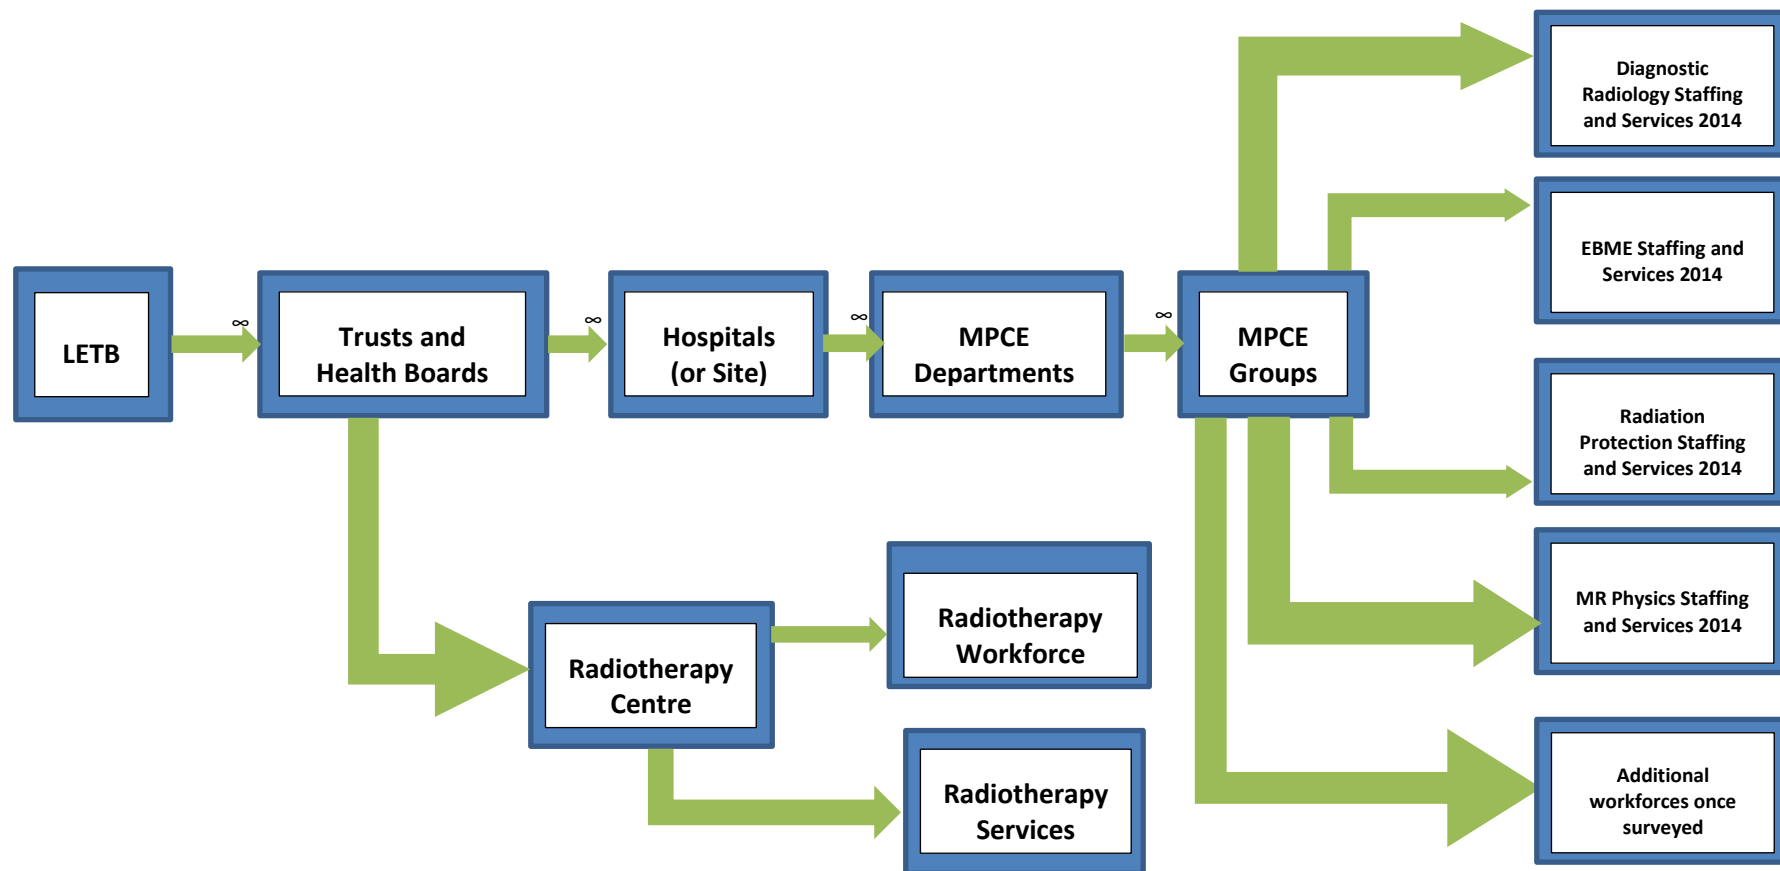 Diagnostic
Radiology Staffing
and Services 2014
EBME Staffing and
Services 2014
LETB
∞
Trusts and
Health Boards
∞
Hospitals
(or Site)
∞
MPCE
Departments
∞
MPCE
Groups
Radiation
Protection Staffing
and Services 2014
MR Physics Staffing
and Services 2014
Radiotherapy
Workforce
Radiotherapy
Centre
Radiotherapy
Services
Additional
workforces once
surveyed